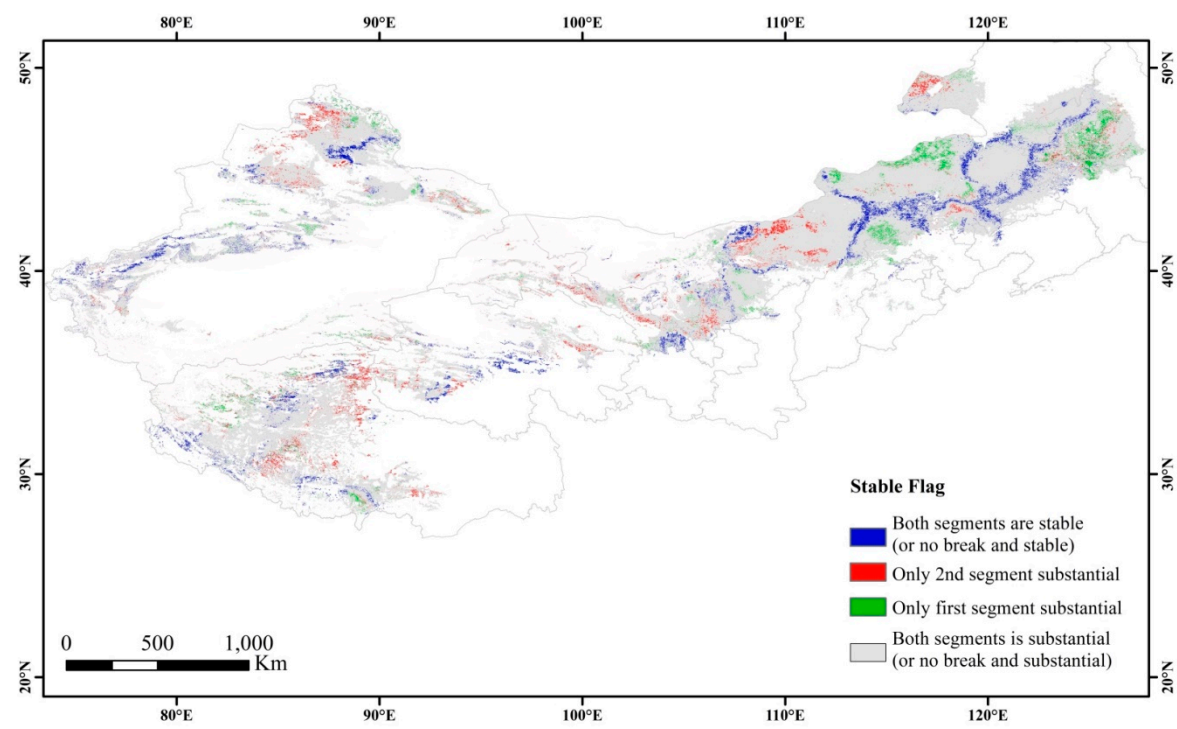 80°E 90°E 100°E 110°E 120°E
50°N 50°N
40°N 40°N
30°N 30°N
Stable Flag
Both segments are stable
(or no break and stable)
Only 2nd segment substantial
Only first segment substantial
Both segments is substantial
(or no break and substantial)
0 500 1,000
Km
20°N 20°N
80°E 90°E 100°E 110°E 120°E